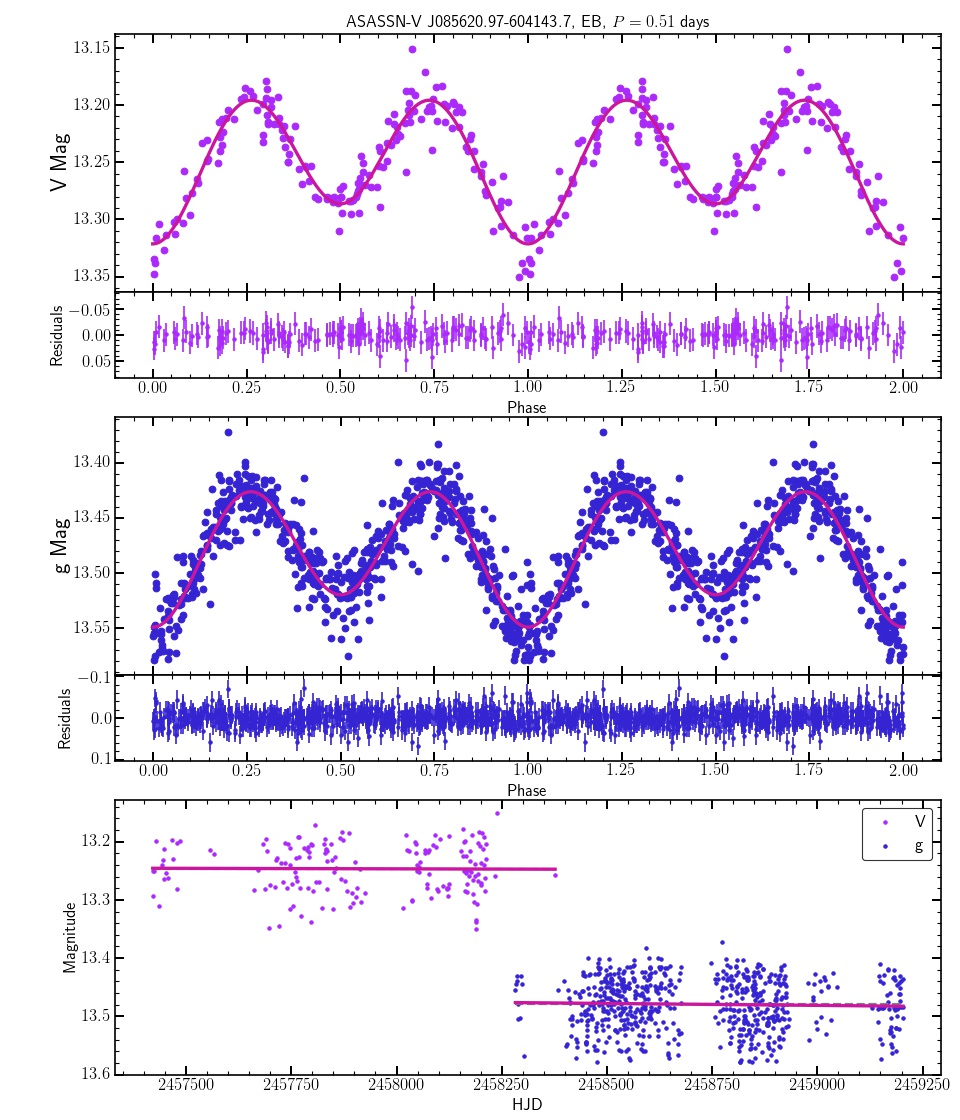 ASASSN-V J085620.97-604143.7, EB, P = 0.51 days
V Mag
13.15
13.20
13.25
13.30
13.35
Residuals
−0.05
0.00
0.05
0.00 0.25 0.50 0.75 1.00 1.25 1.50 1.75 2.00
Phase
g Mag
13.40
13.45
13.50
13.55
Residuals
−0.1
0.0
0.1
0.00 0.25 0.50 0.75 1.00 1.25 1.50 1.75 2.00
Phase
Magnitude
13.2
13.3
13.4
13.5
13.6
V
g
2457500 2457750 2458000 2458250 2458500 2458750 2459000 2459250
HJD